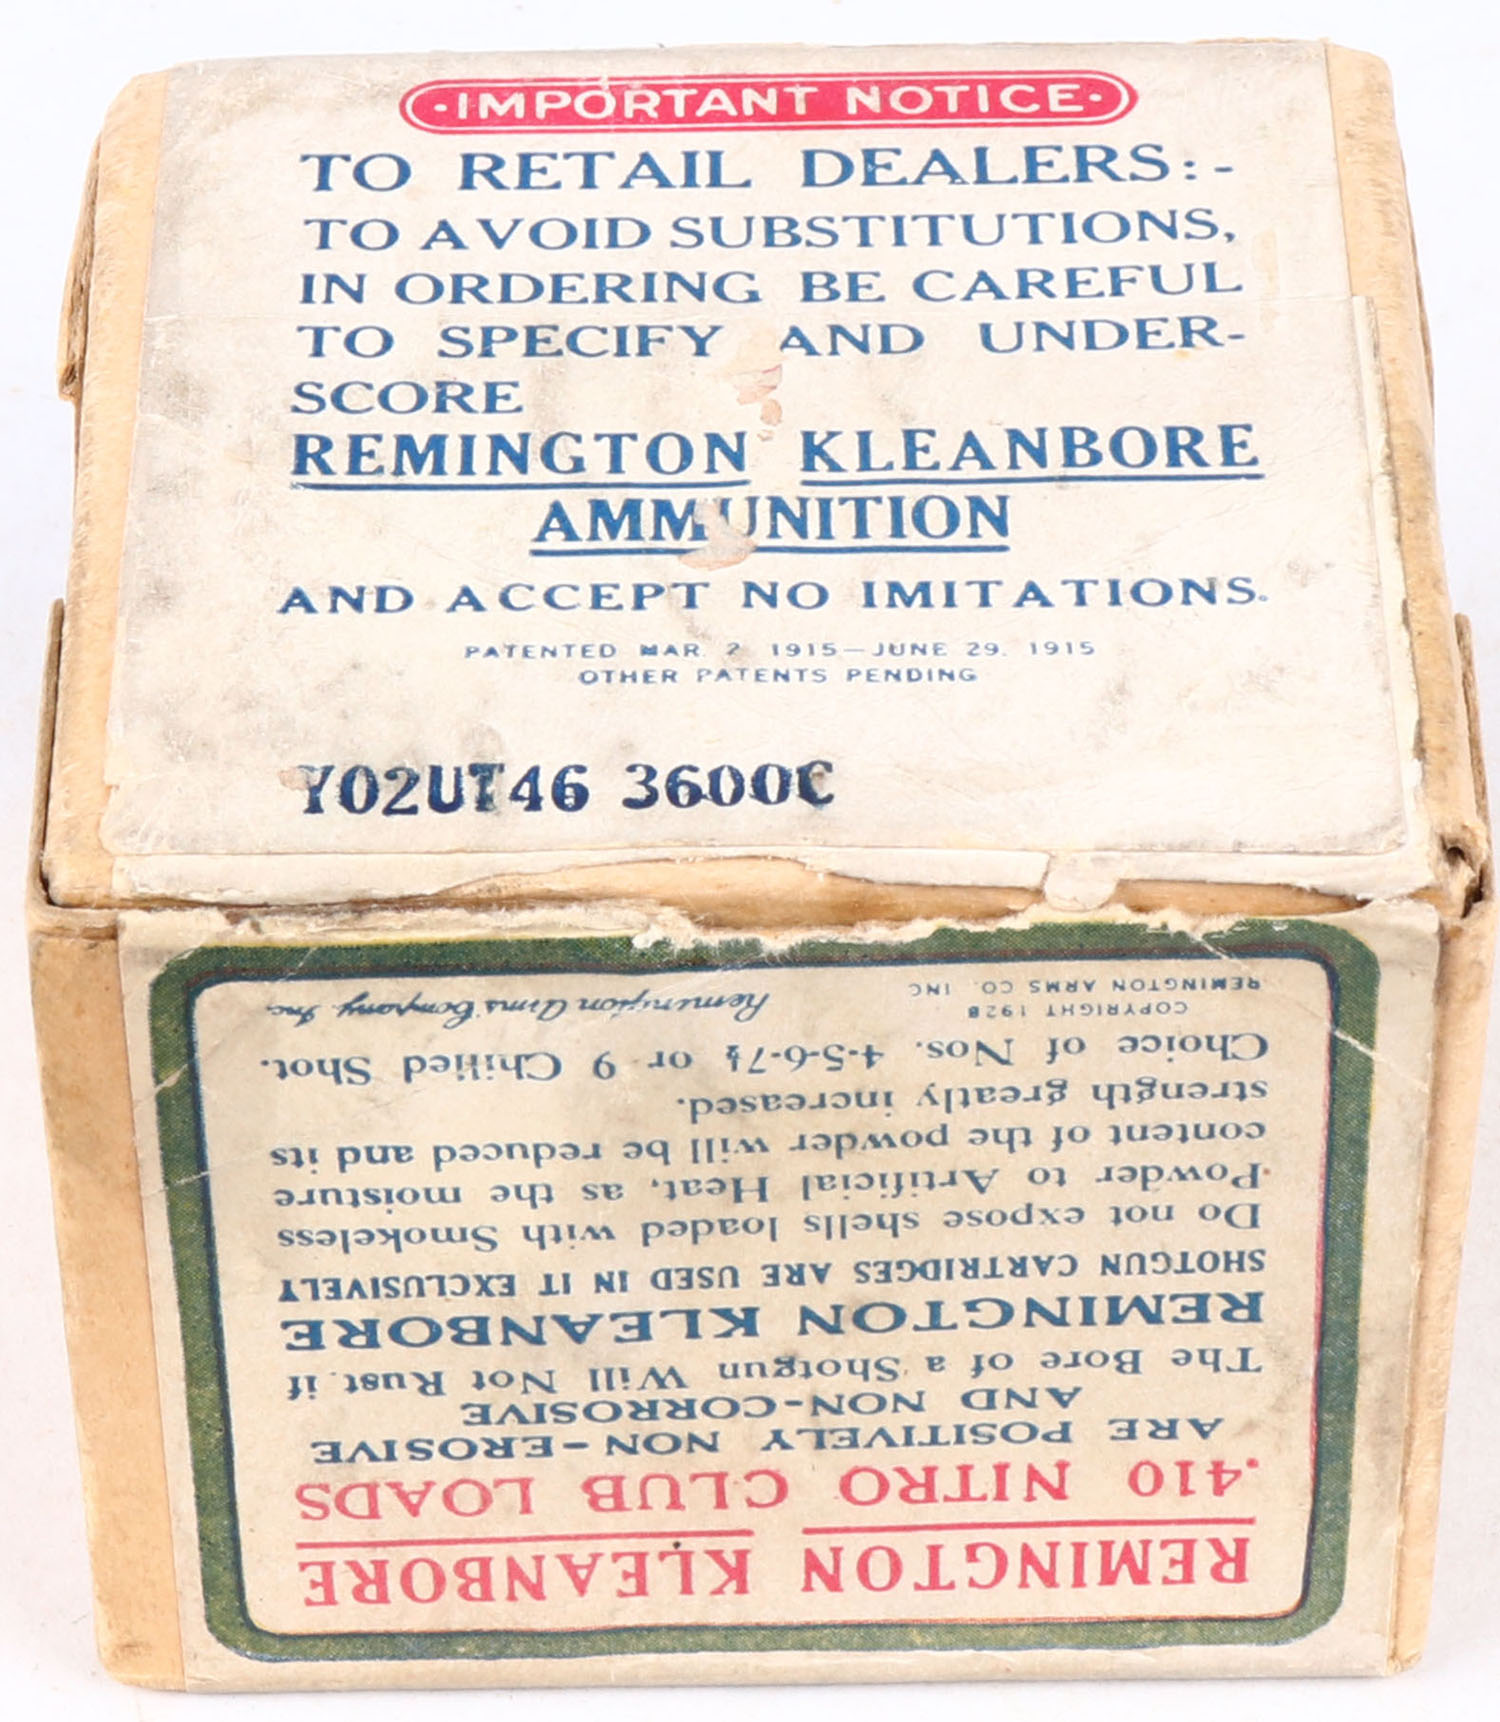 ·IMPORTANT NOTICE·
TO RETAIL DEALERS:-
TO AVOID SUBSTITUTIONS,
IN ORDERING BE CAREFUL
TO SPECIFY AND UNDER-
SCORE
REMINGTON KLEANBORE
AMMUNITION
AND ACCEPT NO IMITATIONS.
PATENTED MAR. 2 1915—JUNE 29, 1915
OTHER PATENTS PENDING
Y02UT46 3600C
REMINGTON KLEANBORE
.410 NITRO CLUB LOADS
ARE POSITIVELY NON-EROSIVE
AND NON-CORROSIVE
The Bore of a Shotgun Will Not Rust if
REMINGTON KLEANBORE
SHOTGUN CARTRIDGES ARE USED IN IT EXCLUSIVELY
Do not expose shells loaded with Smokeless
Powder to Artificial Heat, as the moisture
content of the powder will be reduced and its
strength greatly increased.
Choice of Nos. 4-5-6-7½ or 9 Chilled Shot.
COPYRIGHT 1928
REMINGTON ARMS CO. INC
Remington Arms Company, Inc.